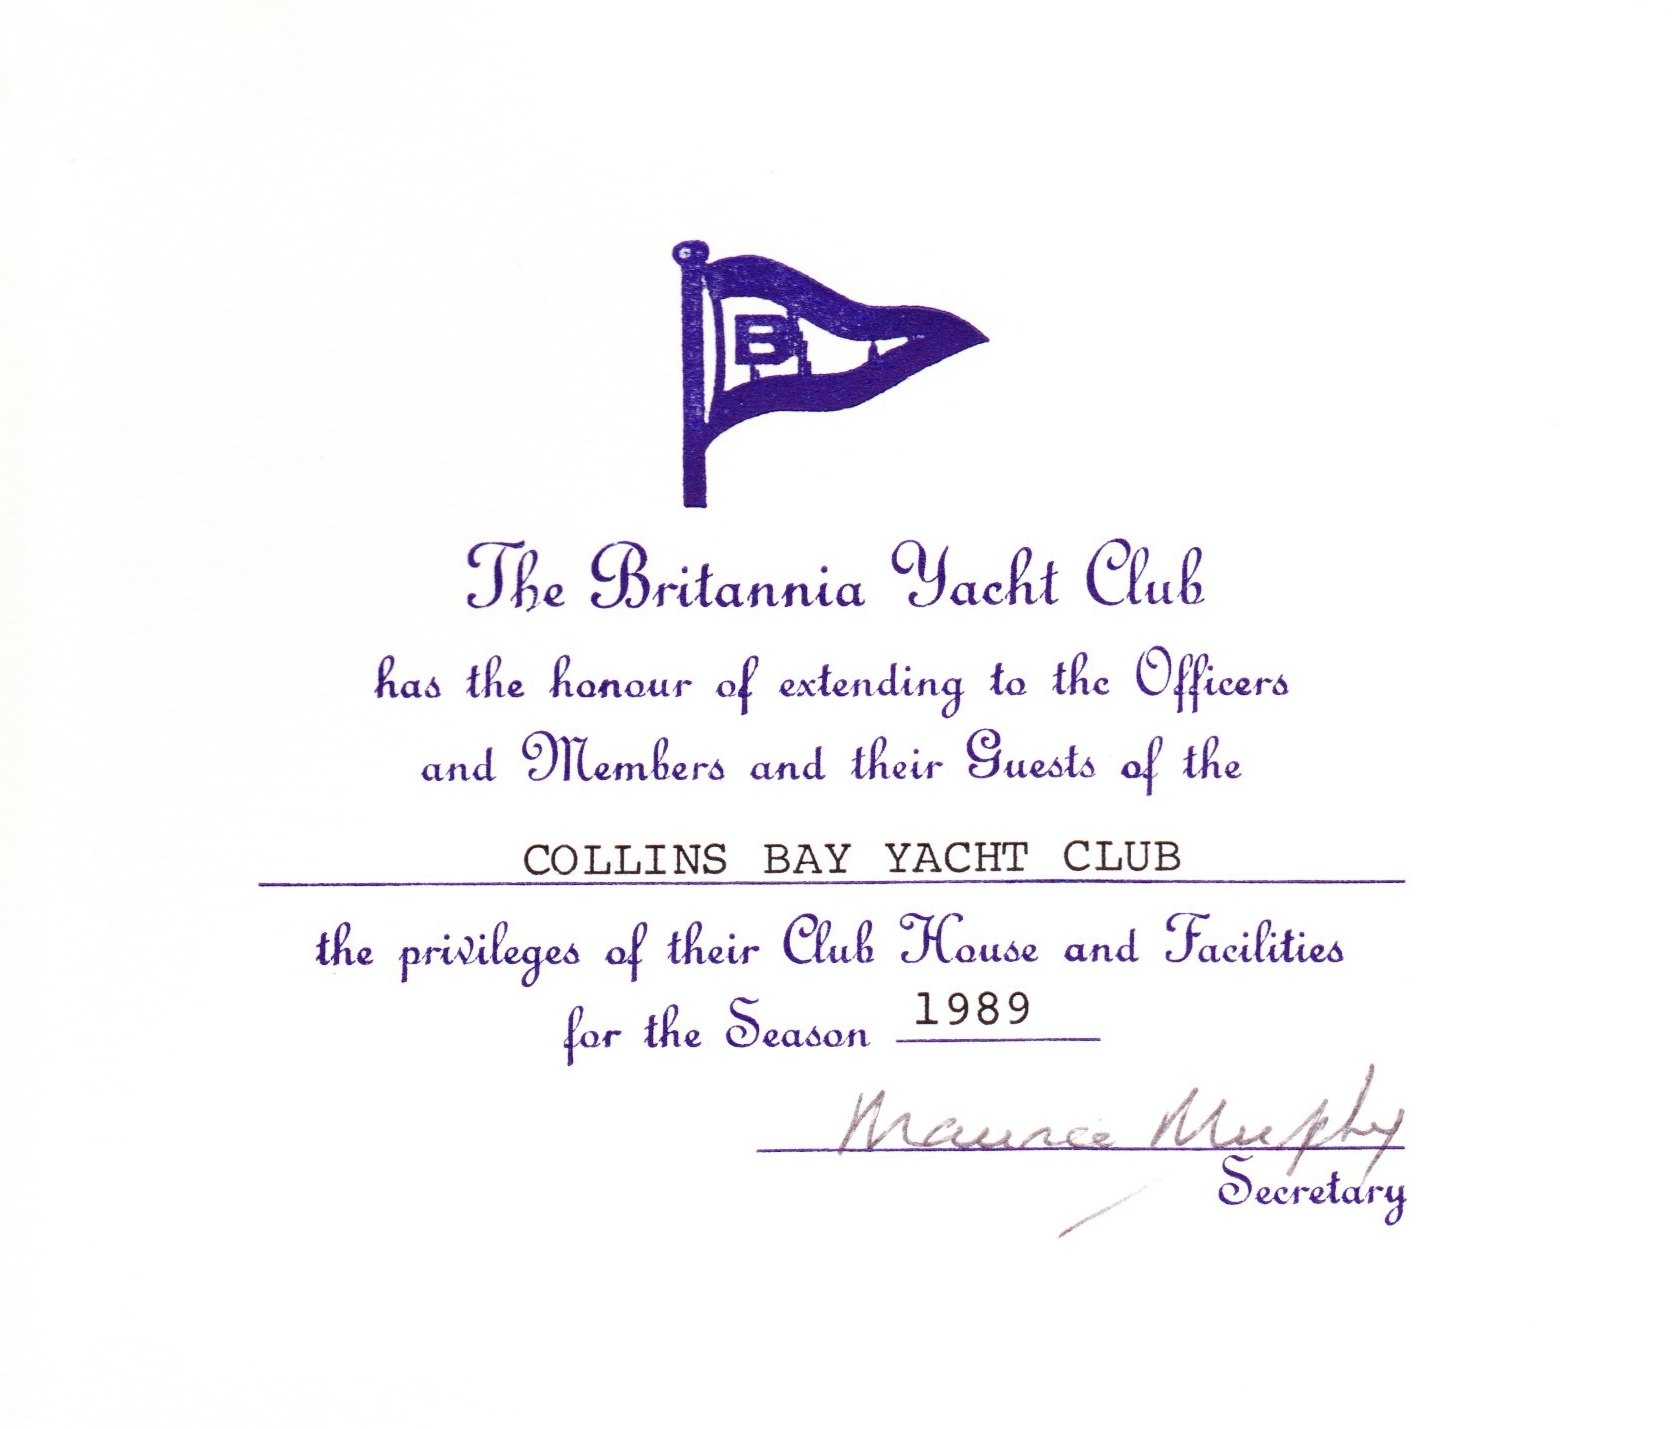 B
The Britannia Yacht Club
has the honour of extending to the Officers
and Members and their Guests of the
COLLINS BAY YACHT CLUB
the privileges of their Club House and Facilities
for the Season 1989
Maurice Murphy
Secretary